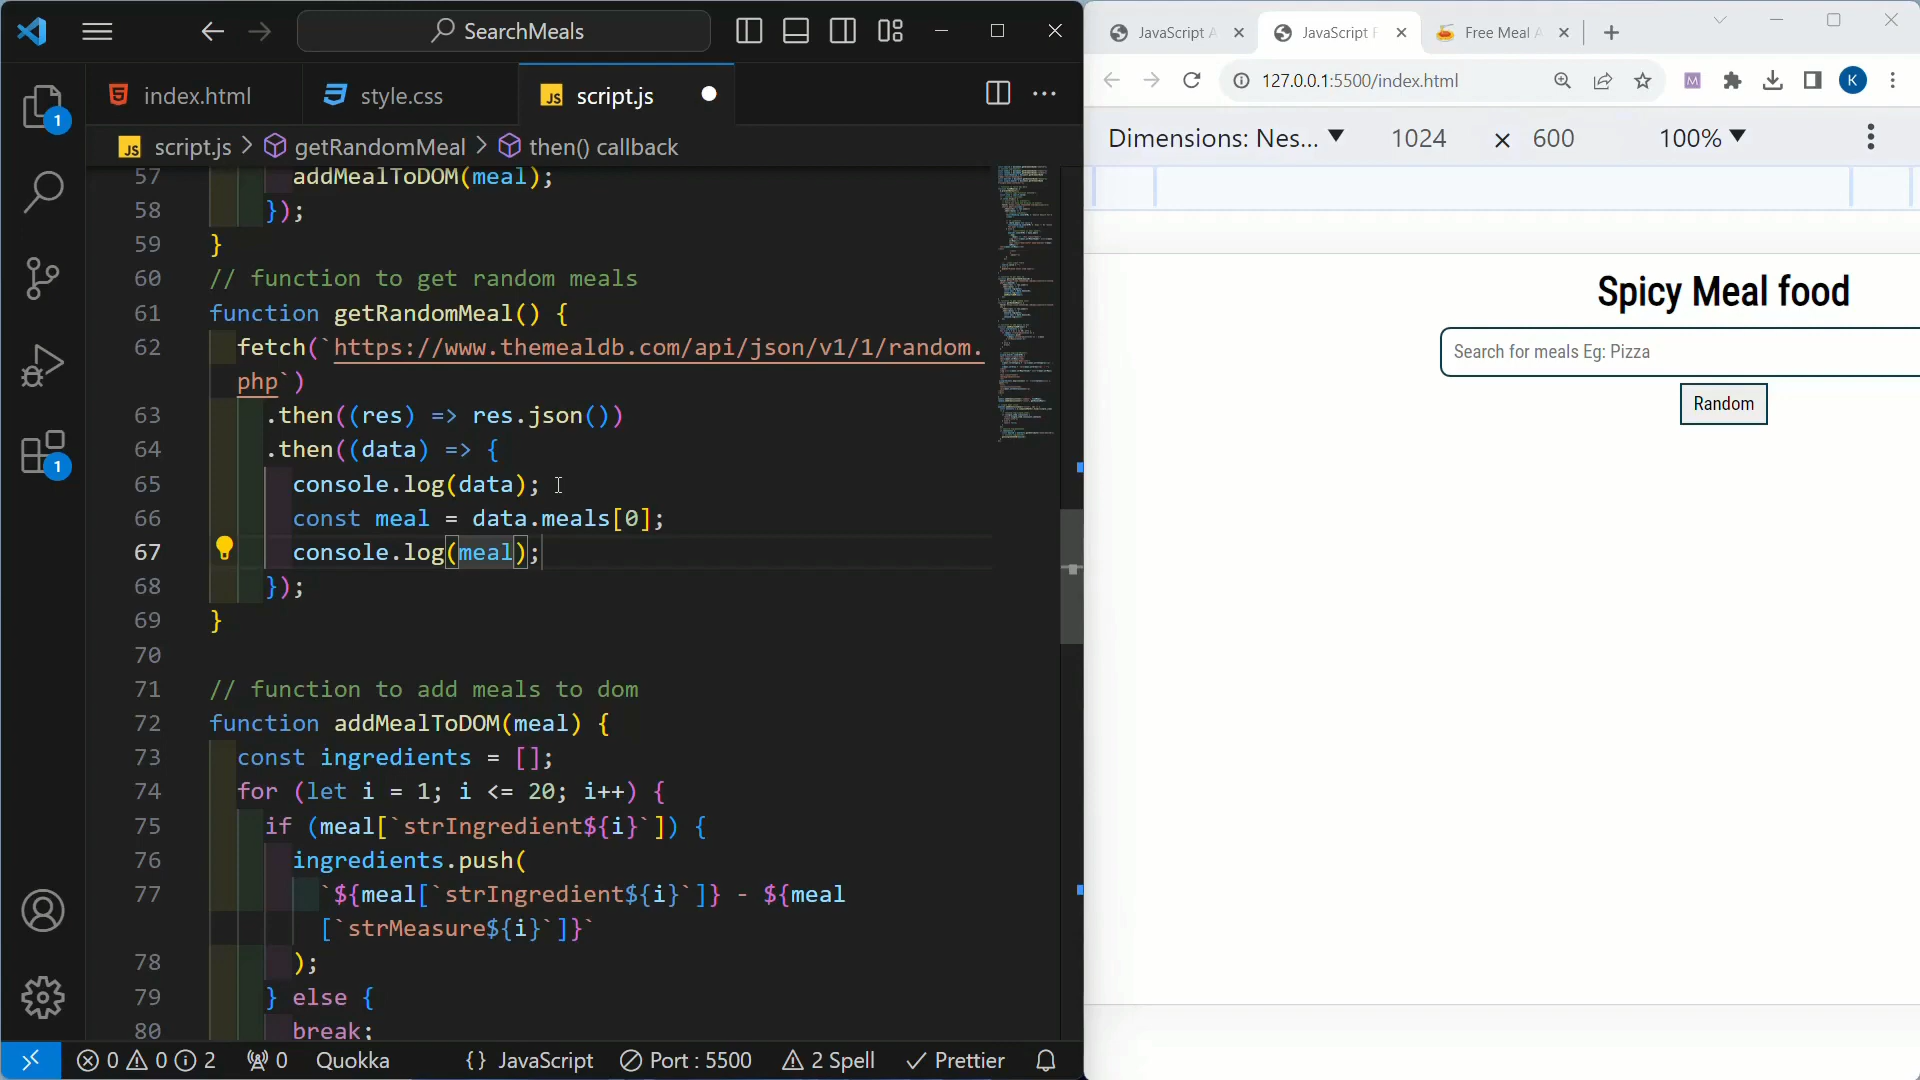 SearchMeals
index.html
style.css
JS script.js
JS script.js > getRandomMeal > then() callback
57 addMealToDOM(meal);
58 });
59 }
60 // function to get random meals
61 function getRandomMeal() {
62 fetch(`https://www.themealdb.com/api/json/v1/1/random.
php`)
63 .then((res) => res.json())
64 .then((data) => {
65 console.log(data);
66 const meal = data.meals[0];
67 console.log(meal);
68 });
69 }
70
71 // function to add meals to dom
72 function addMealToDOM(meal) {
73 const ingredients = [];
74 for (let i = 1; i <= 20; i++) {
75 if (meal[`strIngredient${i}`]) {
76 ingredients.push(
77 `${meal[`strIngredient${i}`]} - ${meal
[`strMeasure${i}`]}`
78 );
79 } else {
80 break;
1
1
0 0 2 0 Quokka {} JavaScript Port : 5500 2 Spell Prettier
JavaScript A
JavaScript F
Free Meal A
127.0.0.1:5500/index.html
M
K
Dimensions: Nes... 1024 × 600 100%
Spicy Meal food
Search for meals Eg: Pizza
Random